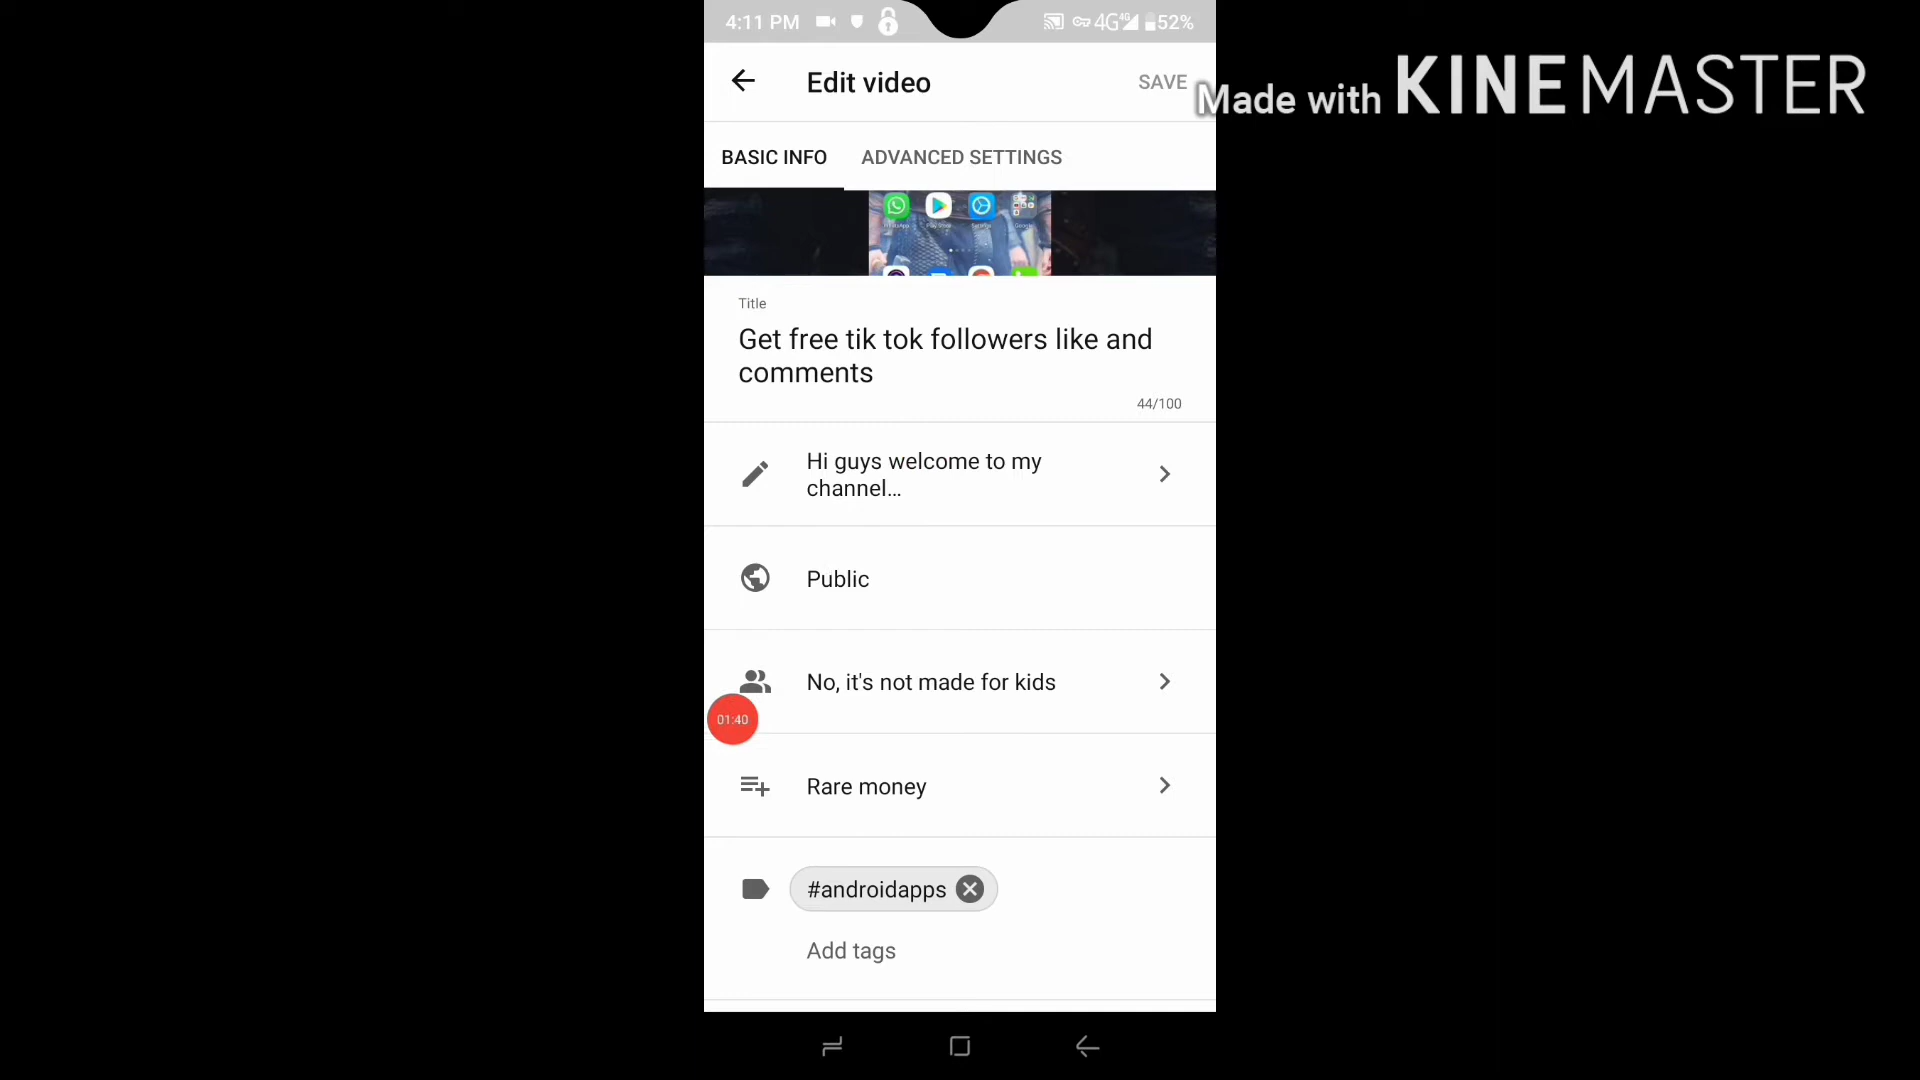 4:11 PM
4G 4G 52%
Edit video
SAVE
Made with KINEMASTER
BASIC INFO
ADVANCED SETTINGS
Title
Get free tik tok followers like and
comments
44/100
Hi guys welcome to my
channel...
Public
No, it's not made for kids
01:40
Rare money
#androidapps
Add tags